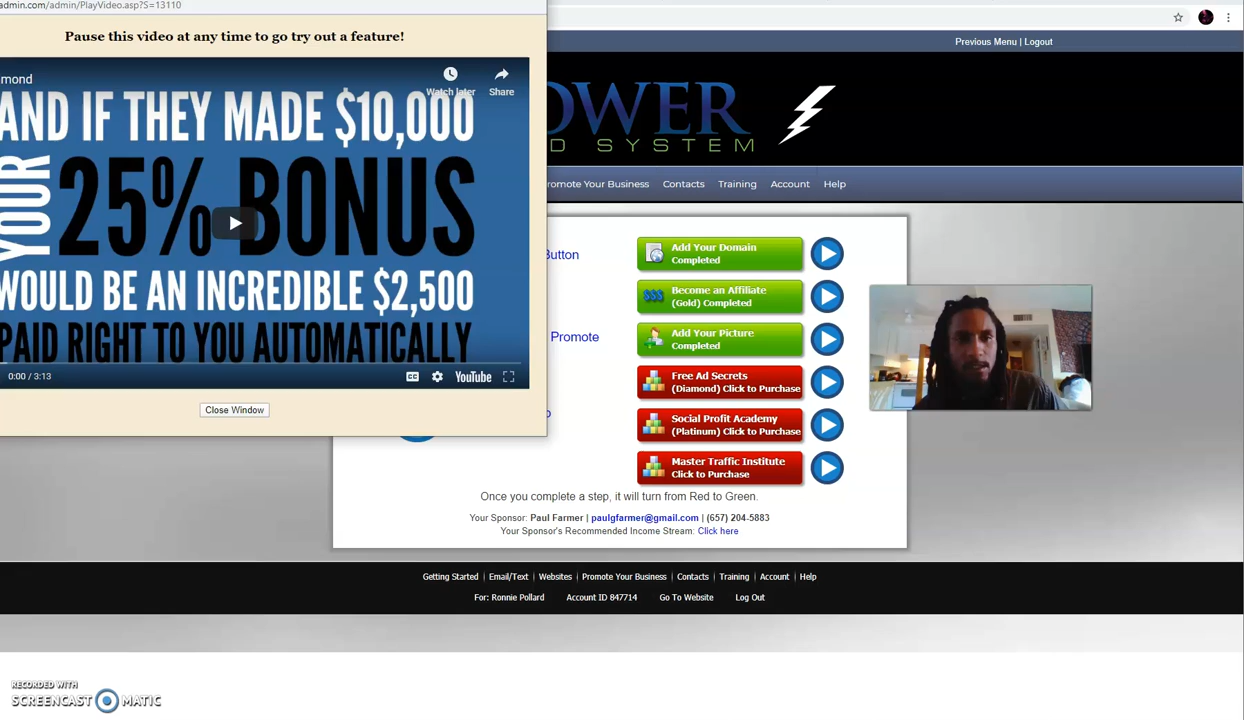 admin.com/admin/PlayVideo.asp?S=13110
Pause this video at any time to go try out a feature!
mond
Watch later
Share
AND IF THEY MADE $10,000
YOUR 25% BONUS
WOULD BE AN INCREDIBLE $2,500
PAID RIGHT TO YOU AUTOMATICALLY
0:00 / 3:13
CC
YouTube
Close Window
Previous Menu | Logout
OWER
D SYSTEM
romote Your Business
Contacts
Training
Account
Help
Button
Promote
Add Your Domain
Completed
Become an Affiliate
(Gold) Completed
Add Your Picture
Completed
Free Ad Secrets
(Diamond) Click to Purchase
Social Profit Academy
(Platinum) Click to Purchase
Master Traffic Institute
Click to Purchase
Once you complete a step, it will turn from Red to Green.
Your Sponsor: Paul Farmer | paulgfarmer@gmail.com | (657) 204-5883
Your Sponsor's Recommended Income Stream: Click here
Getting Started | Email/Text | Websites | Promote Your Business | Contacts | Training | Account | Help
For: Ronnie Pollard Account ID 847714 Go To Website Log Out
RECORDED WITH
SCREENCAST MATIC